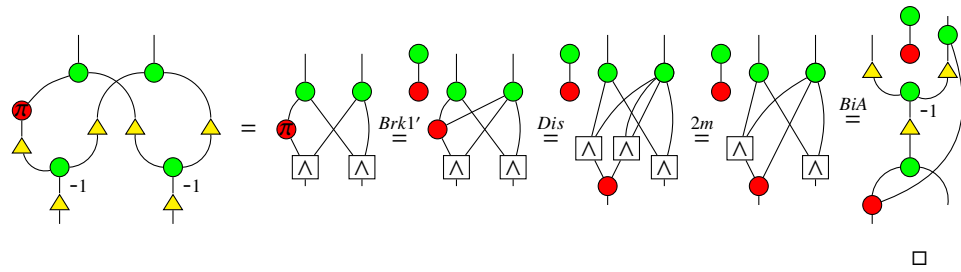 Brk1′ Dis 2m BiA
π π -1
= = = = =
∧ ∧ ∧ ∧ ∧ ∧ ∧ ∧ ∧
-1 -1
□